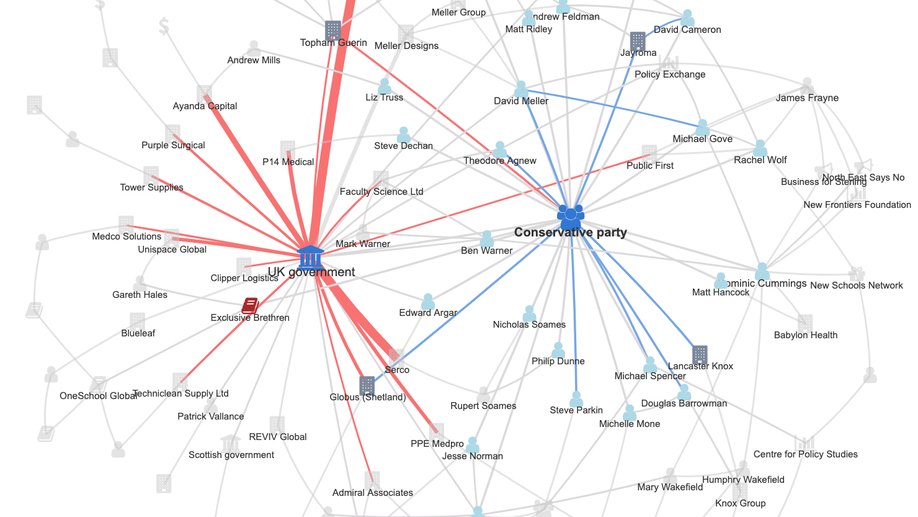 Meller Group
Andrew Feldman
Matt Ridley
David Cameron
Topham Guerin
Meller Designs
Jayroma
Andrew Mills
Policy Exchange
Liz Truss
David Meller
James Frayne
Ayanda Capital
Michael Gove
Purple Surgical
Steve Dechan
P14 Medical
Theodore Agnew
Rachel Wolf
Public First
North East Says No
Business for Sterling
Tower Supplies
Faculty Science Ltd
New Frontiers Foundation
Conservative party
Medco Solutions
Mark Warner
Unispace Global
Ben Warner
UK government
Clipper Logistics
Dominic Cummings
New Schools Network
Matt Hancock
Gareth Hales
Edward Argar
Exclusive Brethren
Nicholas Soames
Blueleaf
Babylon Health
Philip Dunne
Serco
Lancaster Knox
Michael Spencer
OneSchool Global
Techniclean Supply Ltd
Globus (Shetland)
Rupert Soames
Douglas Barrowman
Steve Parkin
Patrick Vallance
Michelle Mone
REVIV Global
PPE Medpro
Scottish government
Jesse Norman
Centre for Policy Studies
Humphry Wakefield
Mary Wakefield
Admiral Associates
Knox Group